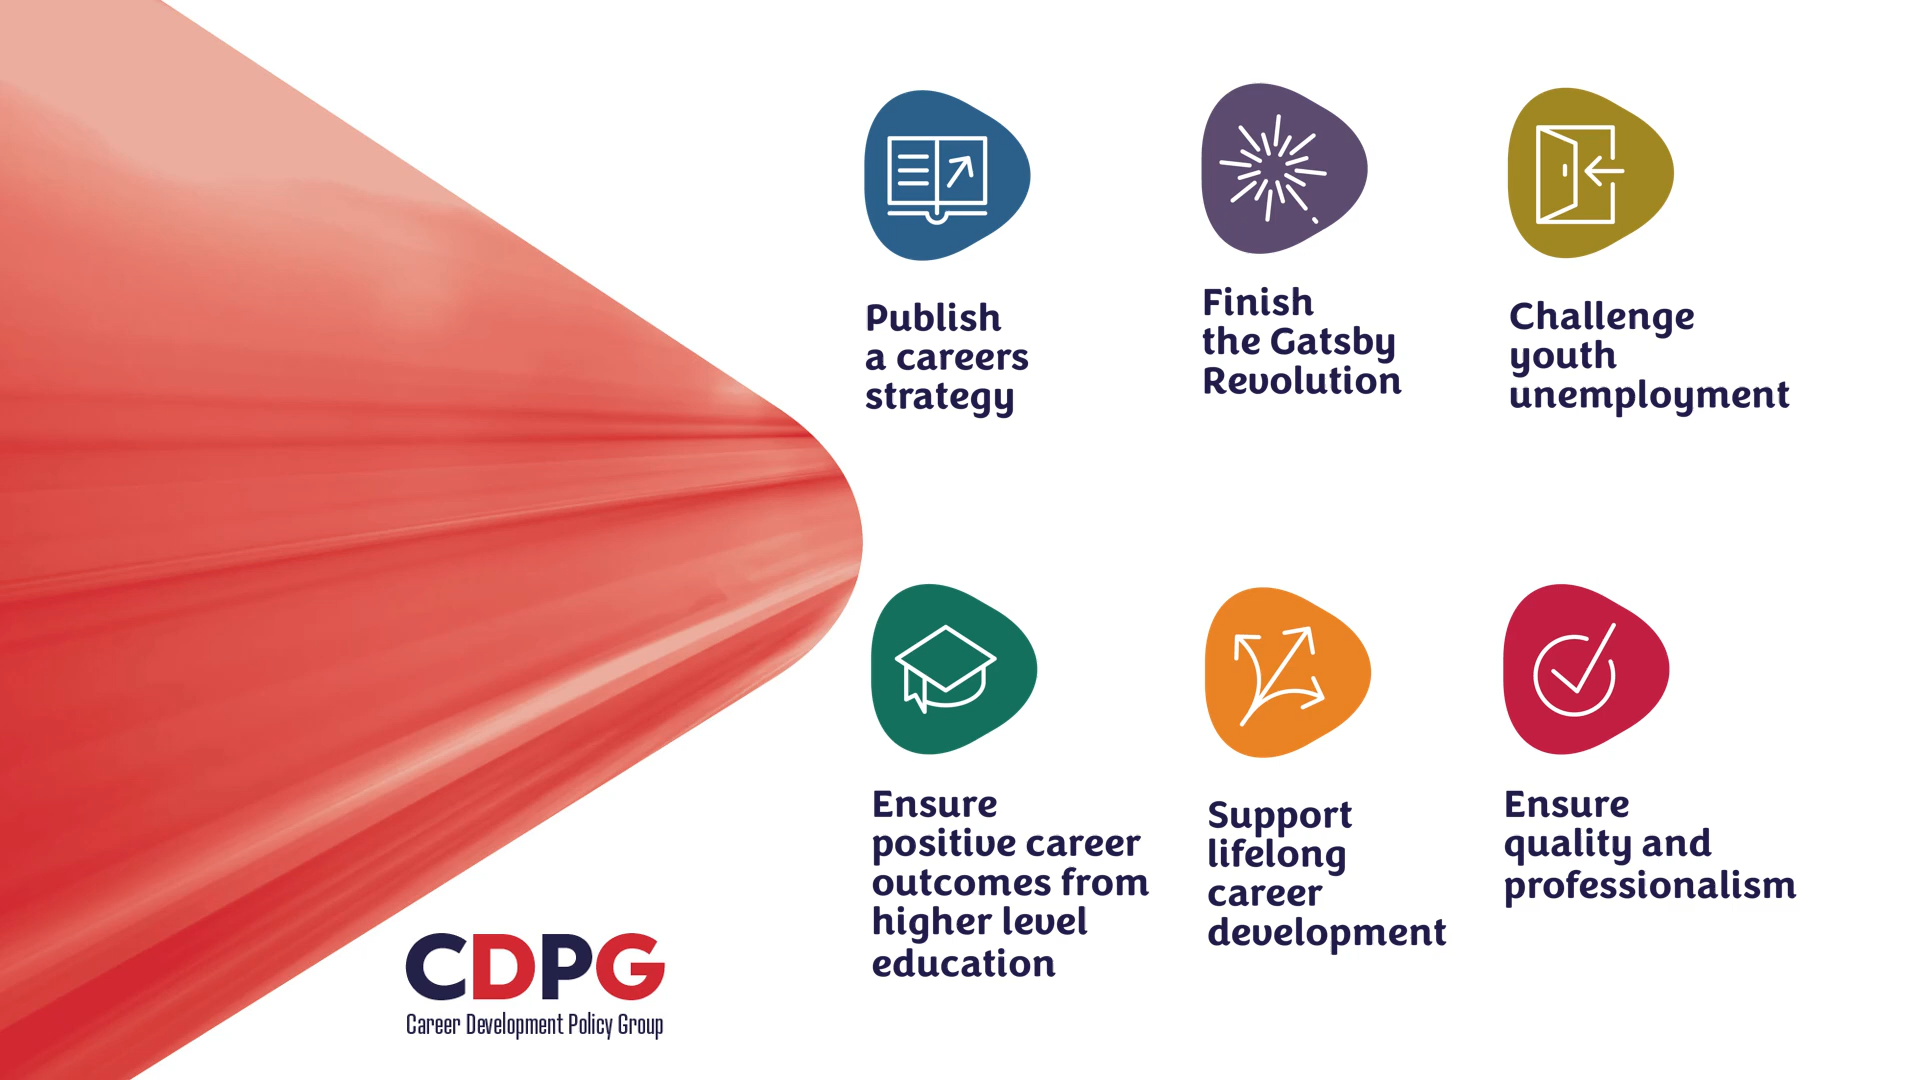 Publish
a careers
strategy
Finish
the Gatsby
Revolution
Challenge
youth
unemployment
Ensure
positive career
outcomes from
higher level
education
Support
lifelong
career
development
Ensure
quality and
professionalism
CDPG
Career Development Policy Group